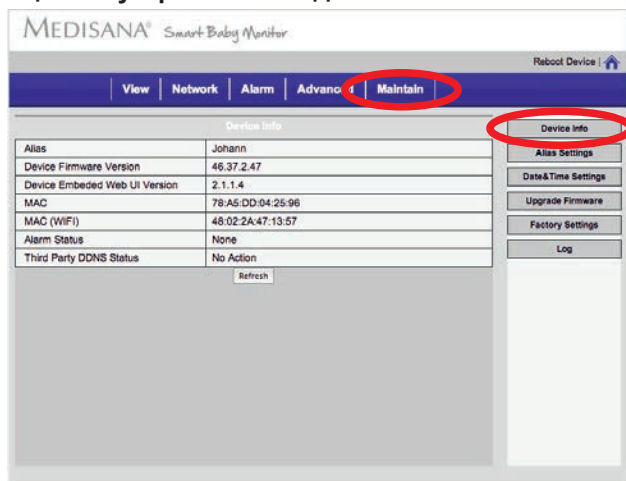 MEDISANA® Smart Baby Monitor
Reboot Device |
View | Network | Alarm | Advanced | Maintain
Device Info
Alias Johann
Device Firmware Version 46.37.2.47
Device Embeded Web UI Version 2.1.1.4
MAC 78:A5:DD:04:25:96
MAC (WIFI) 48:02:2A:47:13:57
Alarm Status None
Third Party DDNS Status No Action
Refresh
Device Info
Alias Settings
Date&Time Settings
Upgrade Firmware
Factory Settings
Log